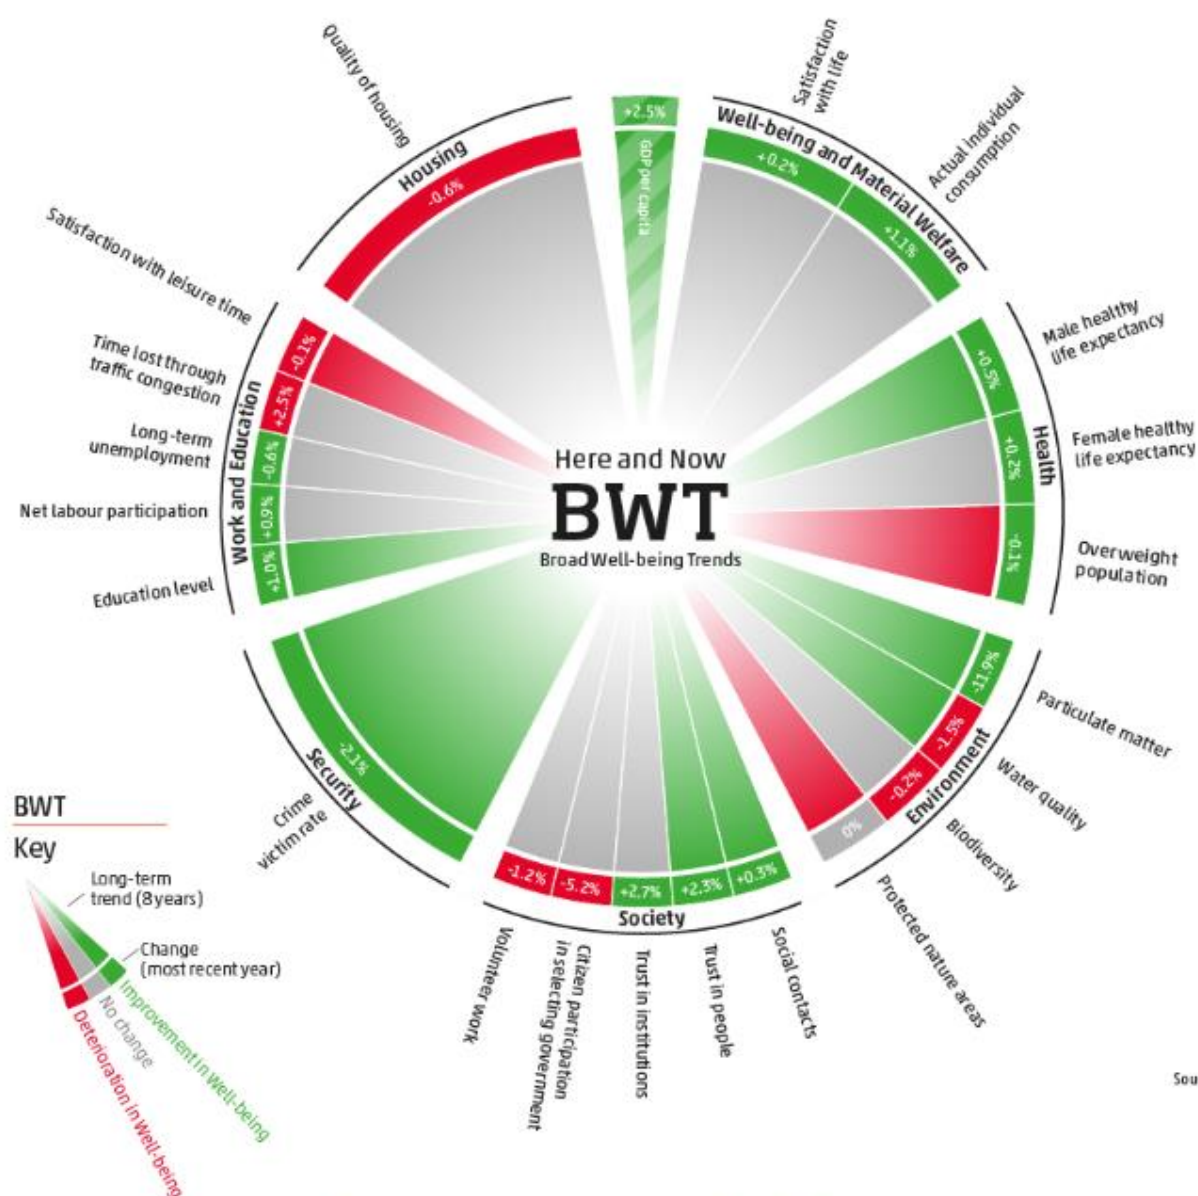 Quality of housing
Housing
-0.6%
+2.5%
GDP per capita
Satisfaction
with life
Actual individual
consumption
Well-being and Material Welfare
+0.2%
+1.1%
Male healthy
life expectancy
Female healthy
life expectancy
Overweight
population
Health
+0.5%
+0.2%
-0.1%
Particulate matter
Water quality
Biodiversity
Protected nature areas
Environment
-11.9%
-1.5%
-0.2%
0%
Social contacts
Trust in people
Trust in institutions
Citizen participation
in selecting government
Volunteer work
Society
+0.3%
+2.3%
+2.7%
-5.2%
-1.2%
Crime
victim rate
Security
-2.1%
Education level
Net labour participation
Long-term
unemployment
Time lost through
traffic congestion
Satisfaction with leisure time
Work and Education
+1.0%
+0.9%
-0.6%
+2.5%
-0.1%
Here and Now
BWT
Broad Well-being Trends
BWT
Key
Long-term
trend (8 years)
Change
(most recent year)
Improvement in Well-being
No change
Deterioration in Well-being
Sou